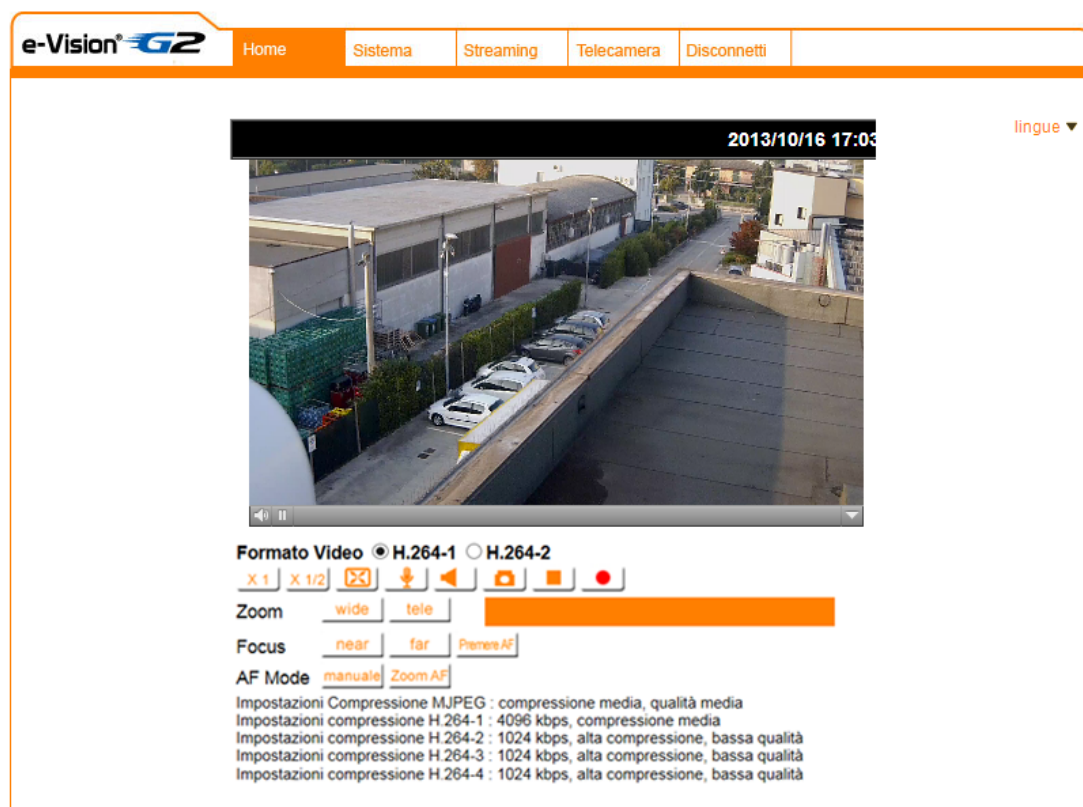 e-Vision® G2
Home Sistema Streaming Telecamera Disconnetti
lingue
2013/10/16 17:03
Formato Video H.264-1 H.264-2
X 1 X 1/2
Zoom wide tele
Focus near far Premere AF
AF Mode manuale Zoom AF
Impostazioni Compressione MJPEG : compressione media, qualità media
Impostazioni compressione H.264-1 : 4096 kbps, compressione media
Impostazioni compressione H.264-2 : 1024 kbps, alta compressione, bassa qualità
Impostazioni compressione H.264-3 : 1024 kbps, alta compressione, bassa qualità
Impostazioni compressione H.264-4 : 1024 kbps, alta compressione, bassa qualità